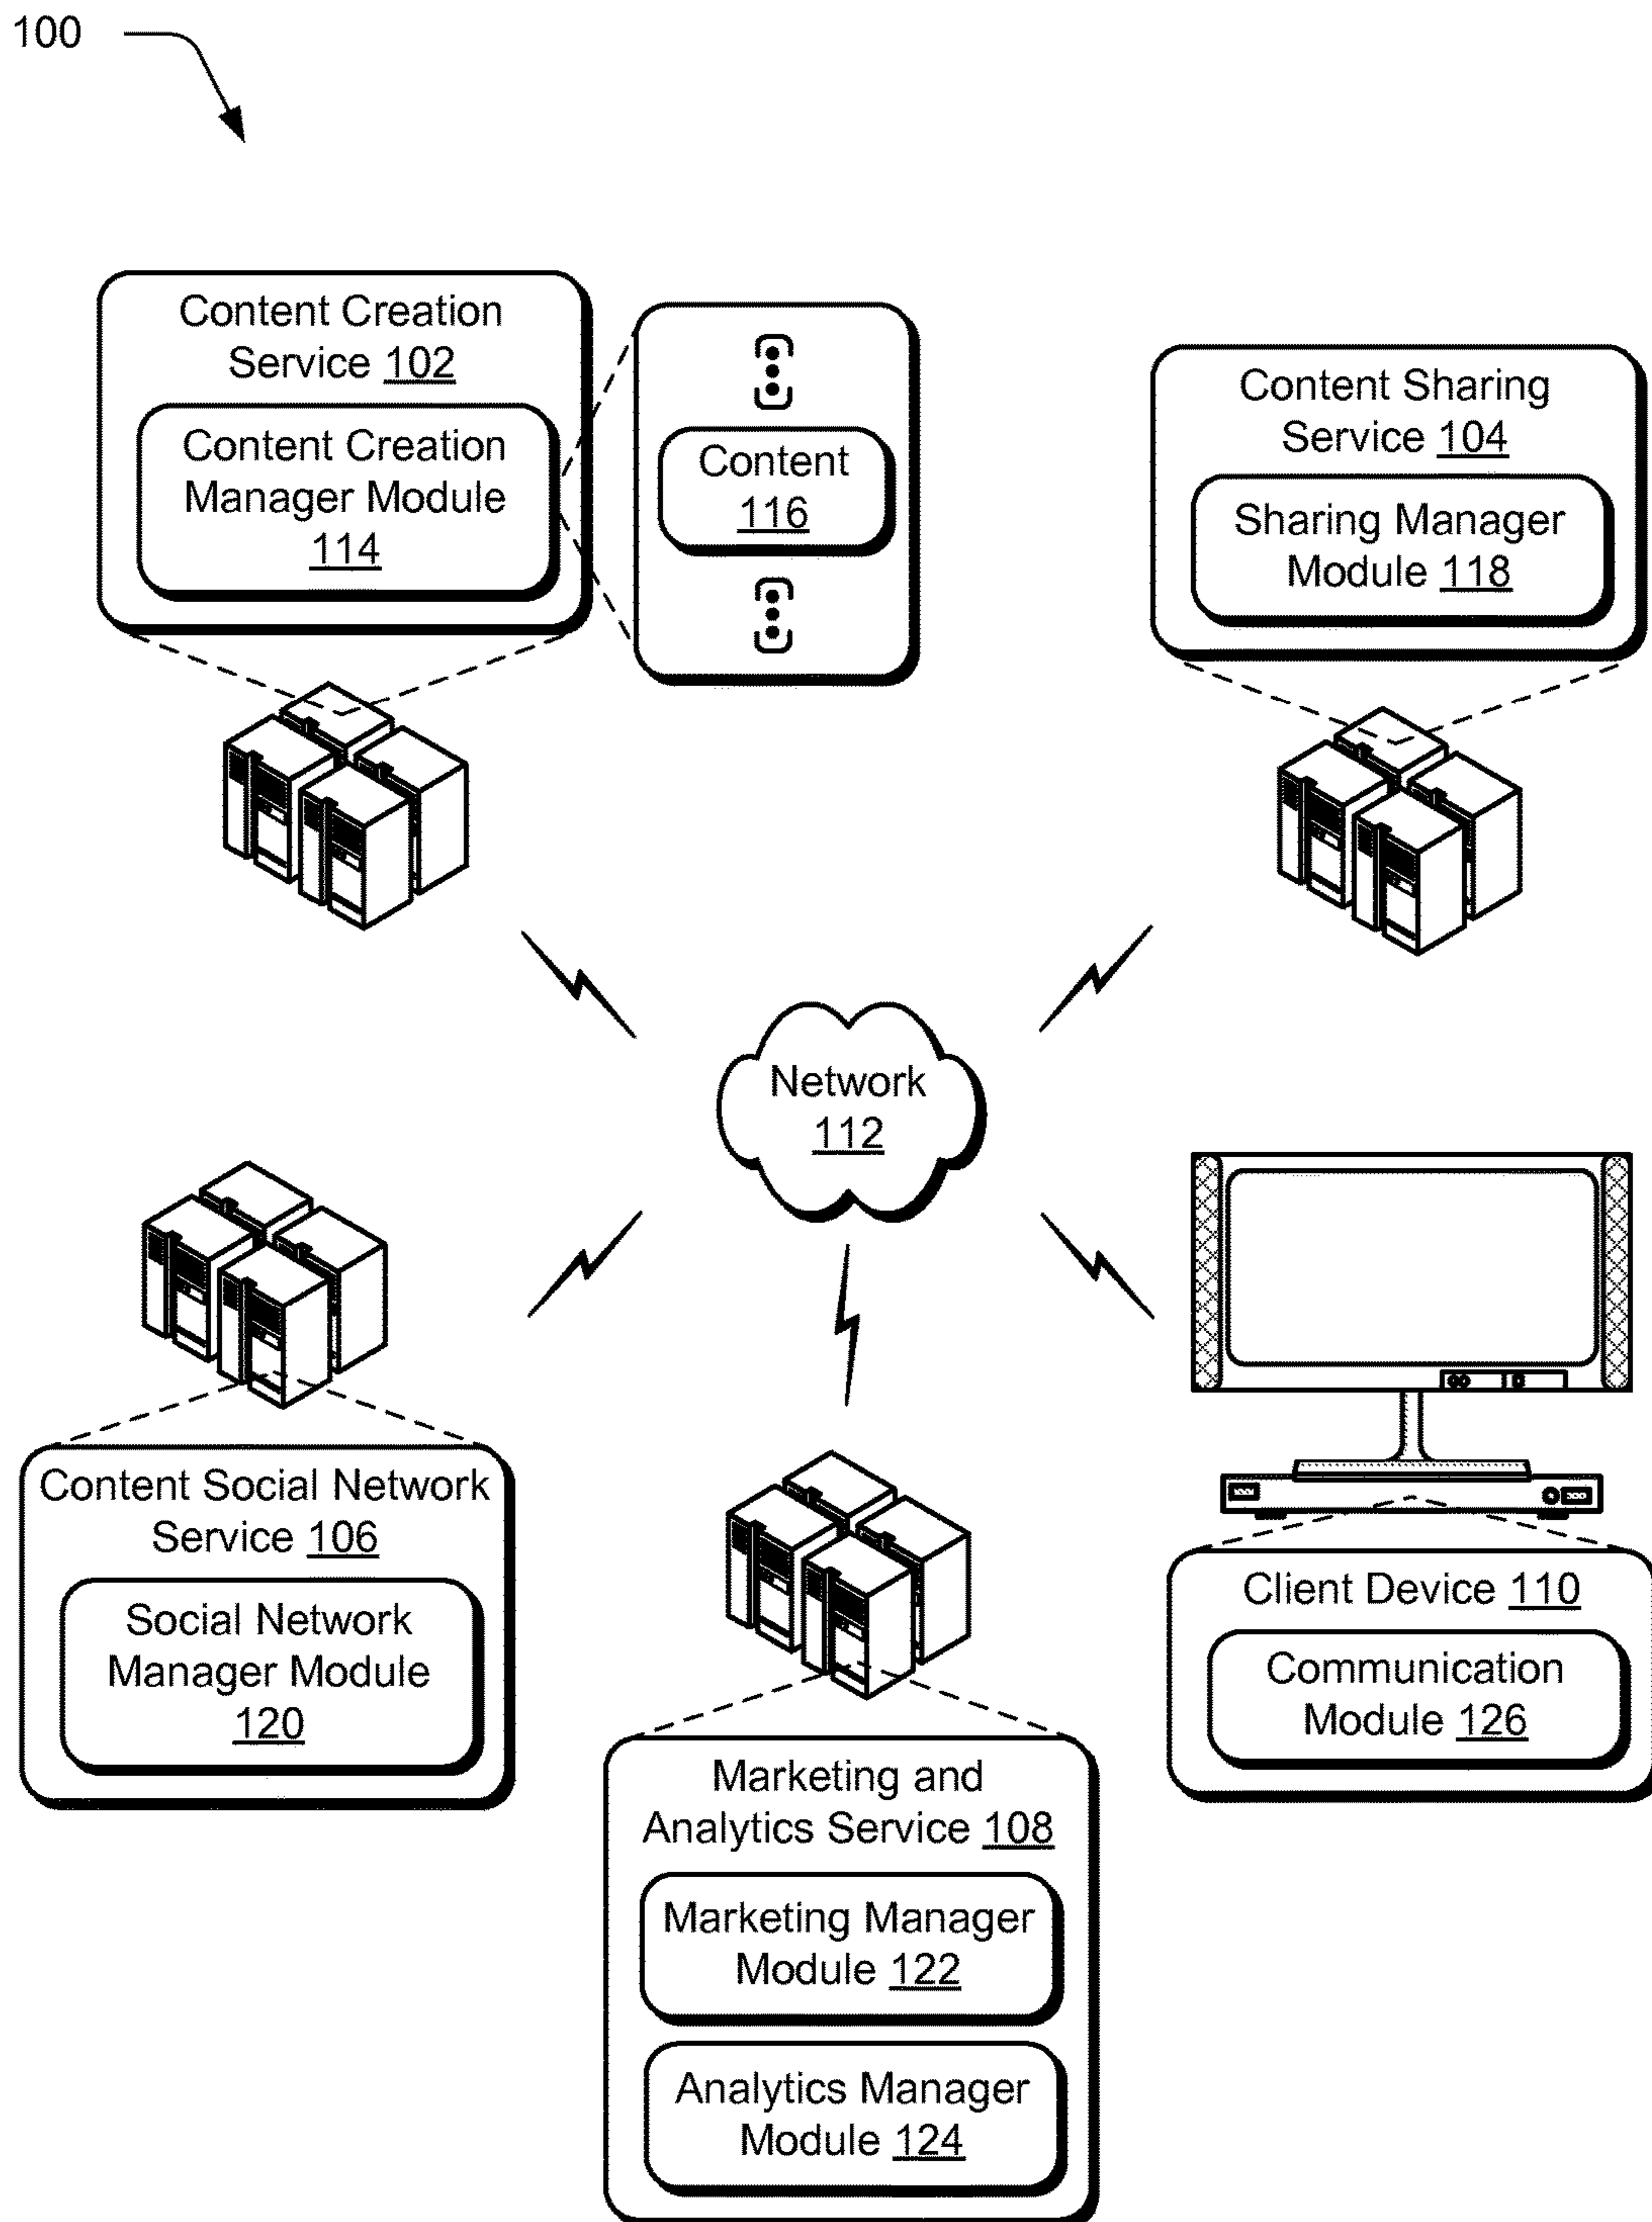 100
Content Creation
Service 102
Content Creation
Manager Module
114
Content
116
Content Sharing
Service 104
Sharing Manager
Module 118
Network
112
Content Social Network
Service 106
Social Network
Manager Module
120
Marketing and
Analytics Service 108
Marketing Manager
Module 122
Analytics Manager
Module 124
Client Device 110
Communication
Module 126